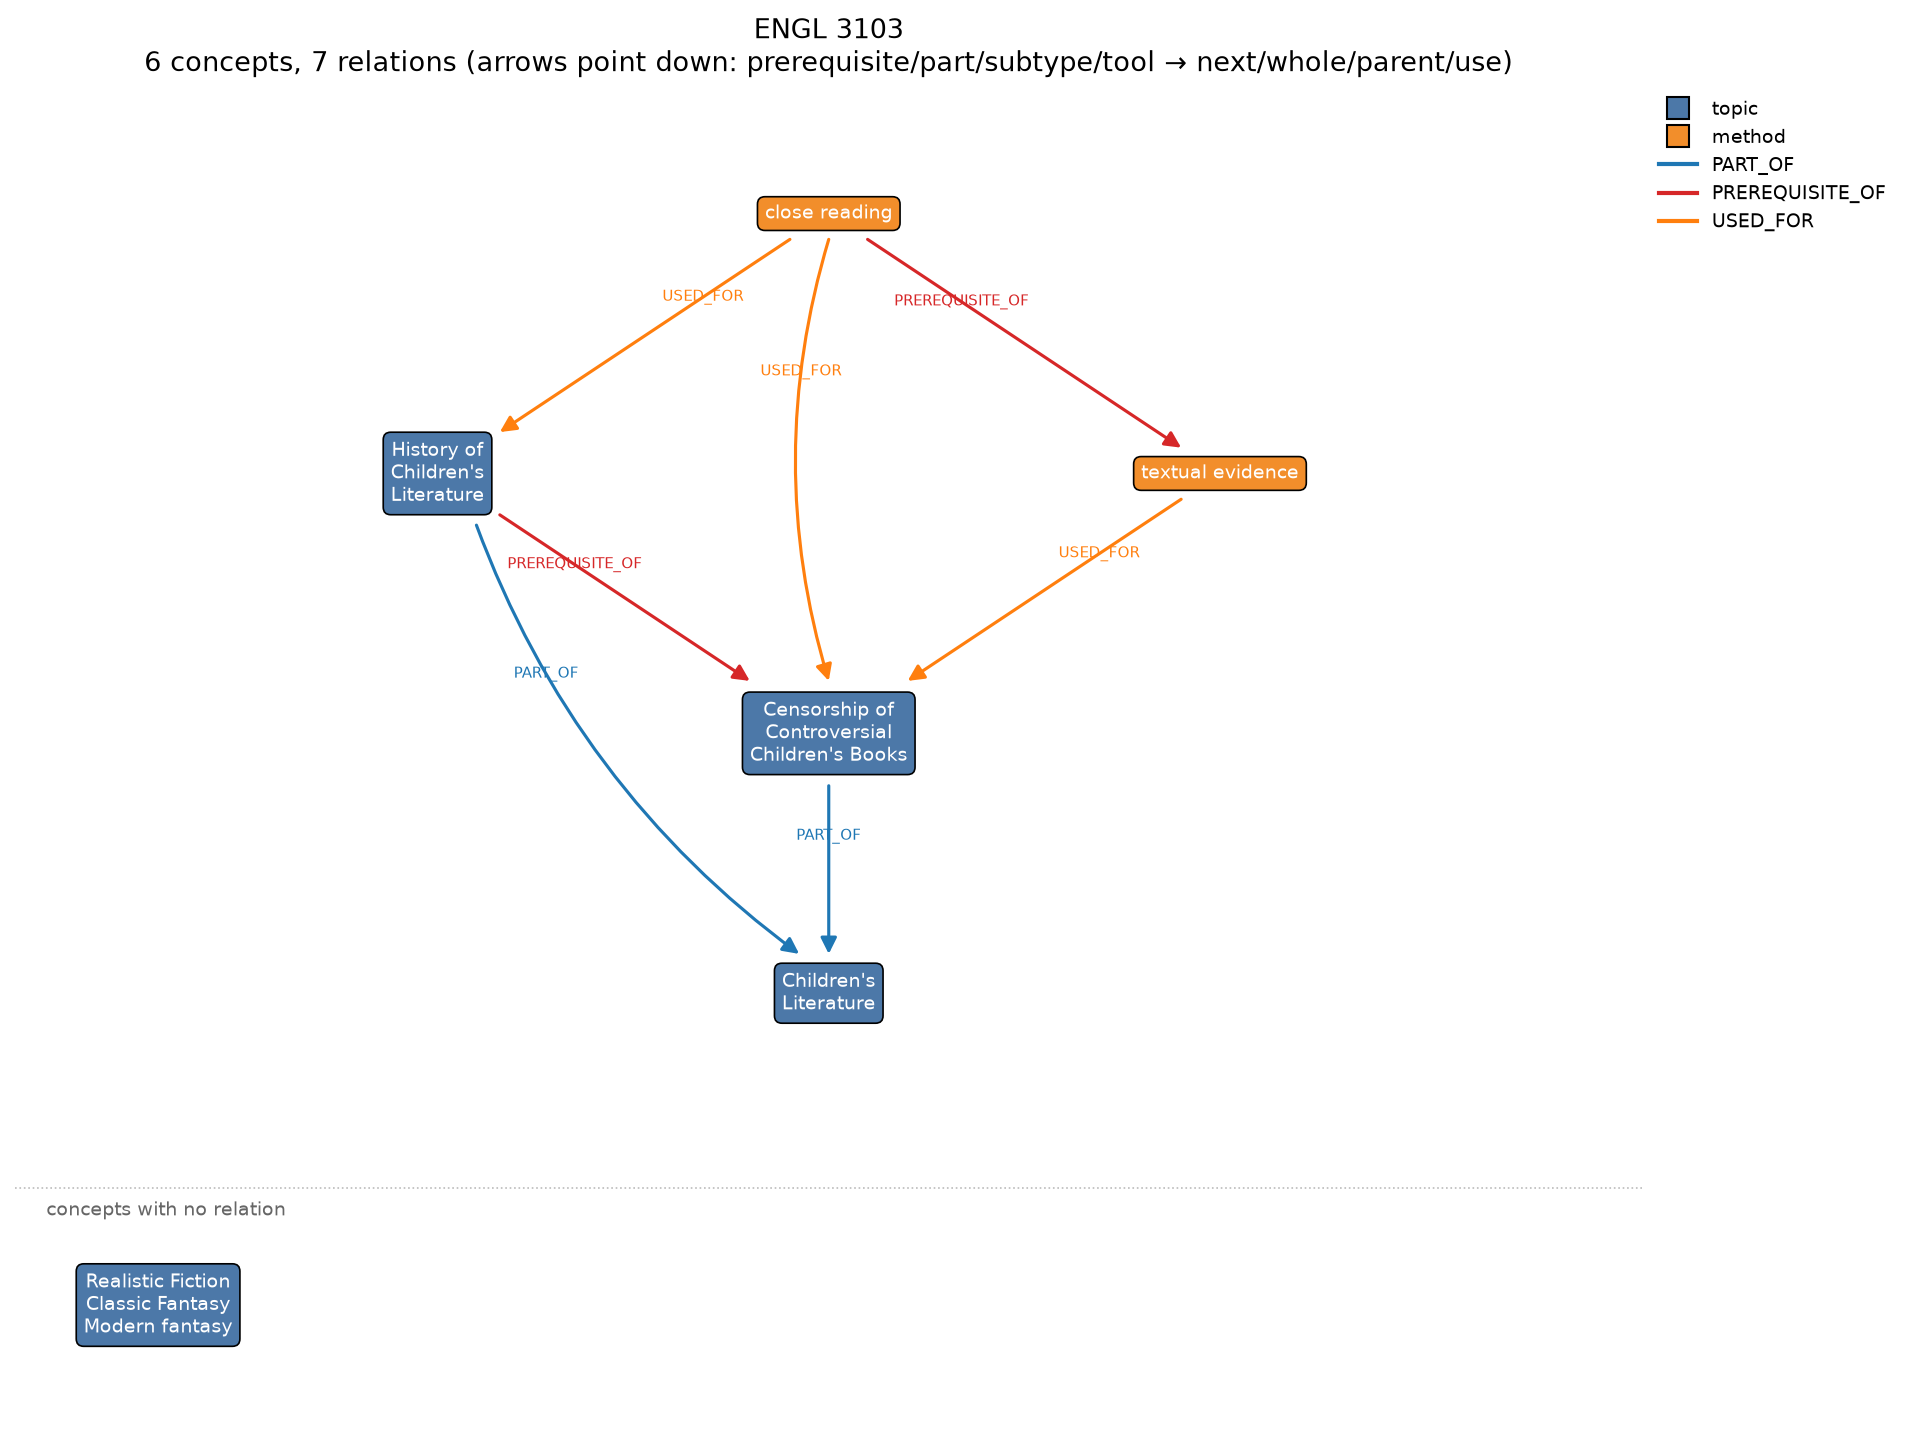 ENGL 3103
6 concepts, 7 relations (arrows point down: prerequisite/part/subtype/tool → next/whole/parent/use)
topic
method
PART_OF
PREREQUISITE_OF
USED_FOR
close reading
USED_FOR
PREREQUISITE_OF
USED_FOR
History of
Children's
Literature
textual evidence
PREREQUISITE_OF
USED_FOR
PART_OF
Censorship of
Controversial
Children's Books
PART_OF
Children's
Literature
concepts with no relation
Realistic Fiction
Classic Fantasy
Modern fantasy